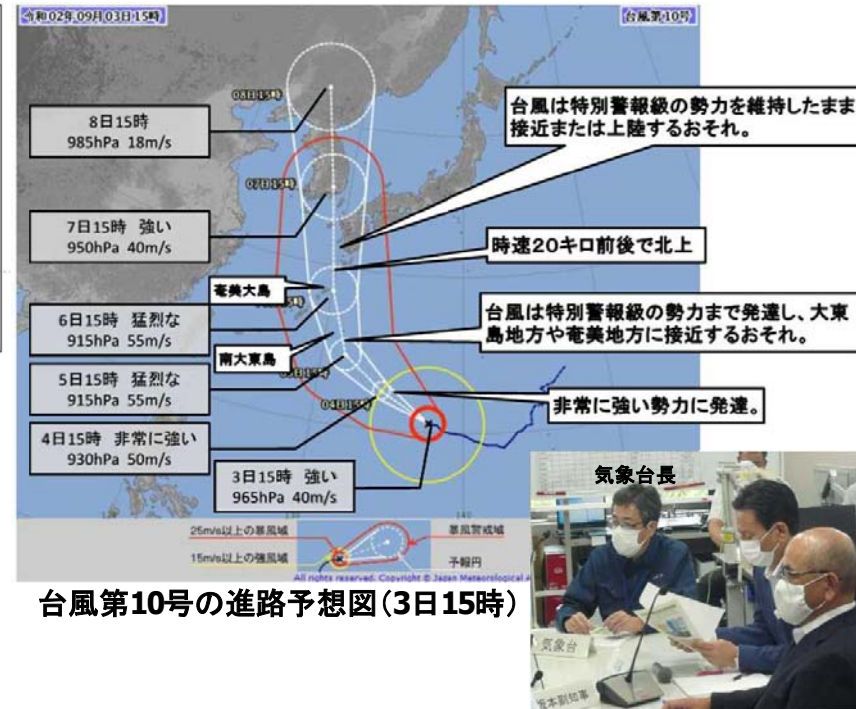 令和02年09月03日15時
台風第10号
08日15時
8日15時
985hPa 18m/s
台風は特別警報級の勢力を維持したまま
接近または上陸するおそれ。
07日15時
7日15時 強い
950hPa 40m/s
時速20キロ前後で北上
奄美大島
6日15時 猛烈な
915hPa 55m/s
台風は特別警報級の勢力まで発達し、大東
島地方や奄美地方に接近するおそれ。
南大東島
5日15時 猛烈な
915hPa 55m/s
04日15時
非常に強い勢力に発達。
4日15時 非常に強い
930hPa 50m/s
3日15時 強い
965hPa 40m/s
気象台長
25m/s以上の暴風域
暴風警戒域
15m/s以上の強風域
予報円
All rights reserved. Copyright © Japan Meteorological A
台風第10号の進路予想図(3日15時)
気象台
坂本副知事